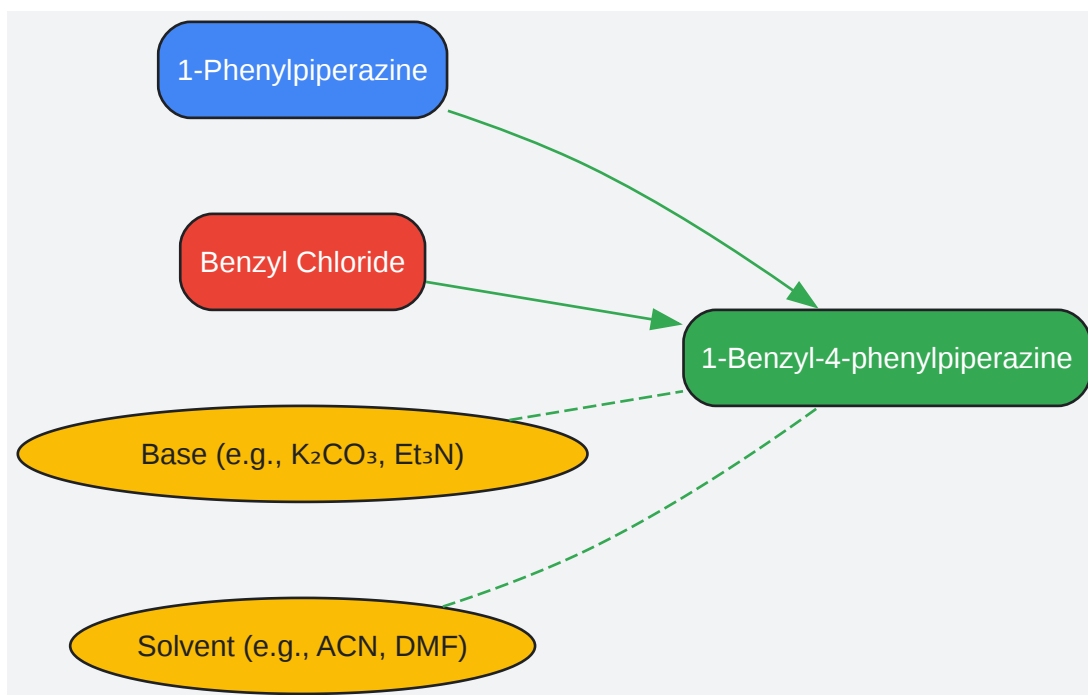 1-Phenylpiperazine
Benzyl Chloride
1-Benzyl-4-phenylpiperazine
Base (e.g., K₂CO₃, Et₃N)
Solvent (e.g., ACN, DMF)